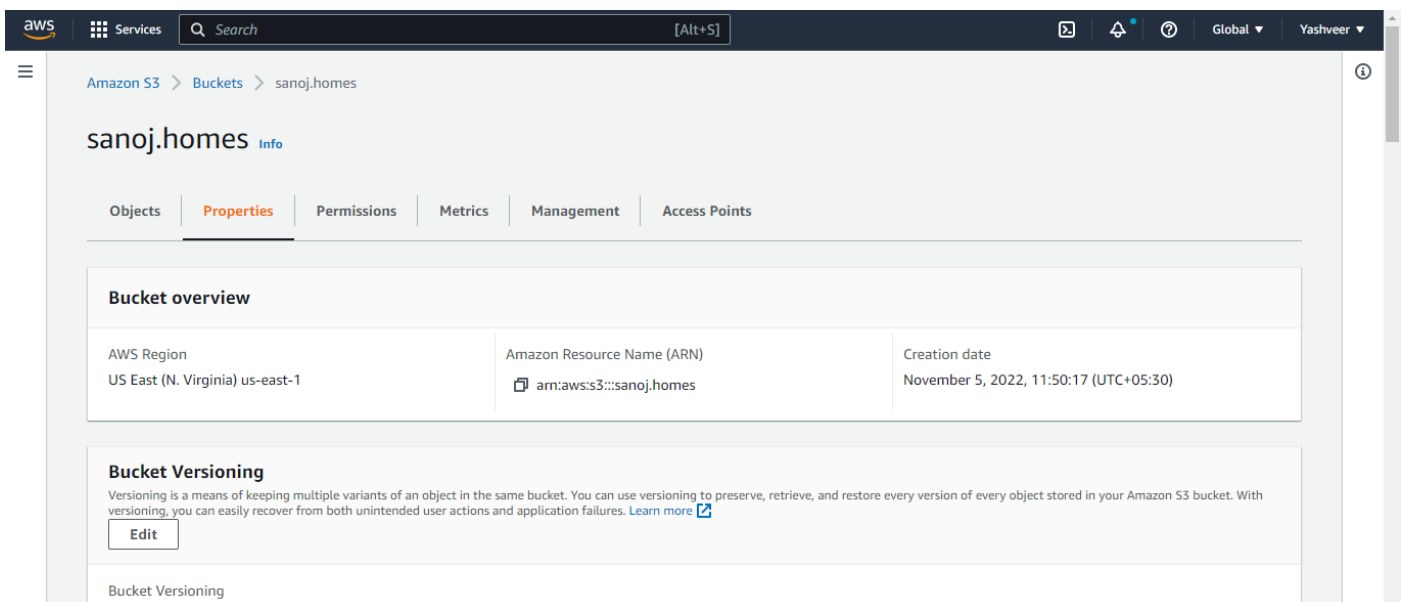 aws Services Search [Alt+S] Global Yashveer
Amazon S3 > Buckets > sanoj.homes
sanoj.homes Info
Objects Properties Permissions Metrics Management Access Points
Bucket overview
AWS Region Amazon Resource Name (ARN) Creation date
US East (N. Virginia) us-east-1 arn:aws:s3:::sanoj.homes November 5, 2022, 11:50:17 (UTC+05:30)
Bucket Versioning
Versioning is a means of keeping multiple variants of an object in the same bucket. You can use versioning to preserve, retrieve, and restore every version of every object stored in your Amazon S3 bucket. With
versioning, you can easily recover from both unintended user actions and application failures. Learn more
Edit
Bucket Versioning